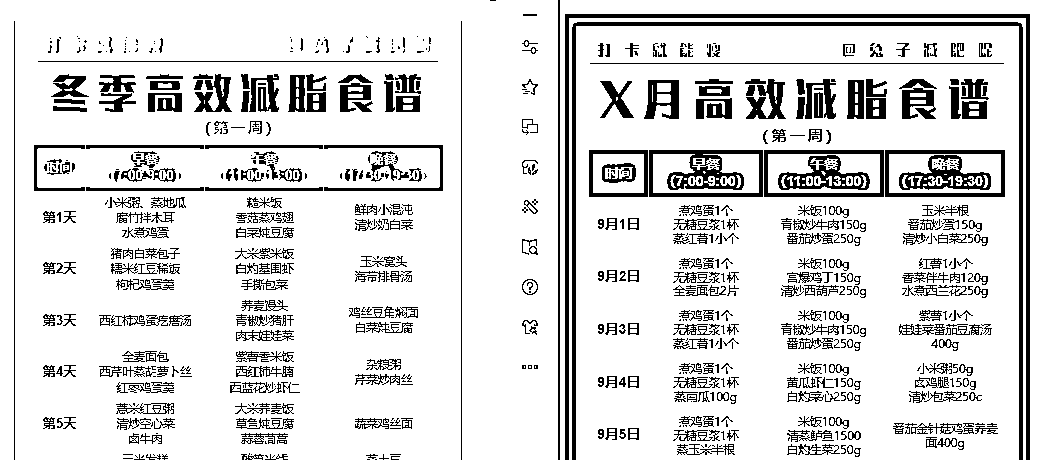 冬季高效减脂食谱
(第一周)
时间
早餐
(7:00-9:00)
午餐
(11:00-13:00)
晚餐
(17:30-19:30)
第1天
小米粥、蒸地瓜
腐竹拌木耳
水煮鸡蛋
糙米饭
香菇蒸鸡翅
白菜炖豆腐
鲜肉小混沌
清炒奶白菜
第2天
猪肉白菜包子
糯米红豆稀饭
枸杞鸡蛋羹
大米紫米饭
白灼基围虾
手撕包菜
玉米窝头
海带排骨汤
第3天
西红柿鸡蛋疙瘩汤
荞麦馒头
青椒炒猪肝
肉末娃娃菜
鸡丝豆角焖面
白菜炖豆腐
第4天
全麦面包
西芹叶蒸胡萝卜丝
红枣鸡蛋羹
紫薯香米饭
西红柿牛腩
西蓝花炒虾仁
杂粮粥
芹菜炒肉丝
第5天
薏米红豆粥
清炒空心菜
卤牛肉
大米荞麦饭
草鱼炖豆腐
蒜蓉茼蒿
蔬菜鸡丝面
打卡就能瘦
X月高效减脂食谱
(第一周)
时间
早餐
(7:00-9:00)
午餐
(11:00-13:00)
晚餐
(17:30-19:30)
9月1日
煮鸡蛋1个
无糖豆浆1杯
蒸红薯1小个
米饭100g
青椒炒牛肉150g
番茄炒蛋250g
玉米半根
番茄炒蛋150g
清炒小白菜250g
9月2日
煮鸡蛋1个
无糖豆浆1杯
全麦面包2片
米饭100g
宫爆鸡丁150g
清炒西葫芦250g
红薯1小个
香菜伴牛肉120g
水煮西兰花250g
9月3日
煮鸡蛋1个
无糖豆浆1杯
蒸红薯1小个
米饭100g
青椒炒牛肉150g
番茄炒蛋250g
紫薯1小个
娃娃菜番茄豆腐汤
400g
9月4日
煮鸡蛋1个
无糖豆浆1杯
蒸南瓜100g
米饭100g
黄瓜虾仁150g
白灼菜心250g
小米粥50g
卤鸡腿150g
清炒包菜250c
9月5日
煮鸡蛋1个
无糖豆浆1杯
蒸玉米半根
米饭100g
清蒸鲈鱼1500
白灼生菜250g
番茄金针菇鸡蛋荞麦
面400g